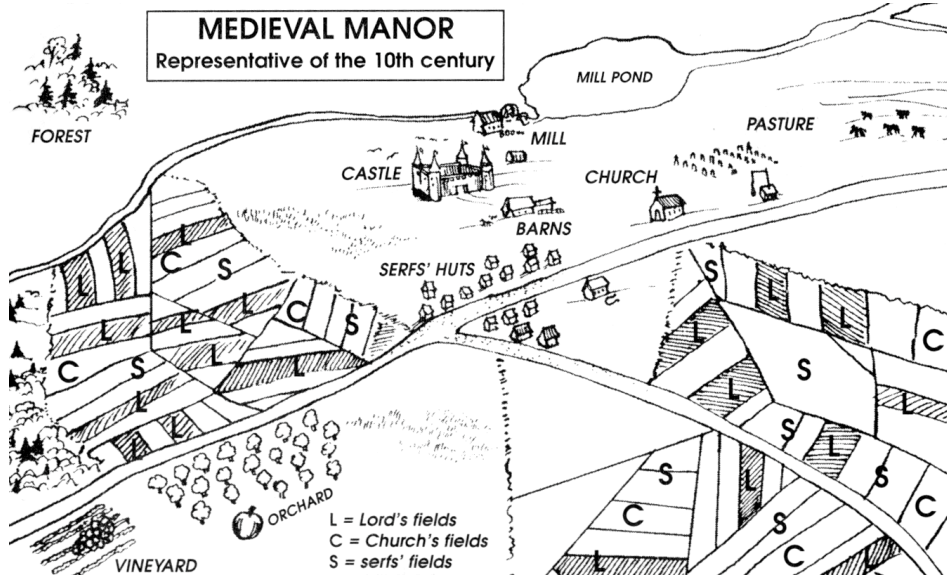 MEDIEVAL MANOR
Representative of the 10th century
MILL POND
FOREST
MILL
PASTURE
CASTLE
CHURCH
BARNS
SERFS' HUTS
L
C
S
L
L
L
L
L
L
C
S
L
L
L
C
S
L
L
L
S
L
L
C
L
S
L
L
S
L
S
L
S
C
S
C
C
L
L
ORCHARD
VINEYARD
L = Lord's fields
C = Church's fields
S = serfs' fields